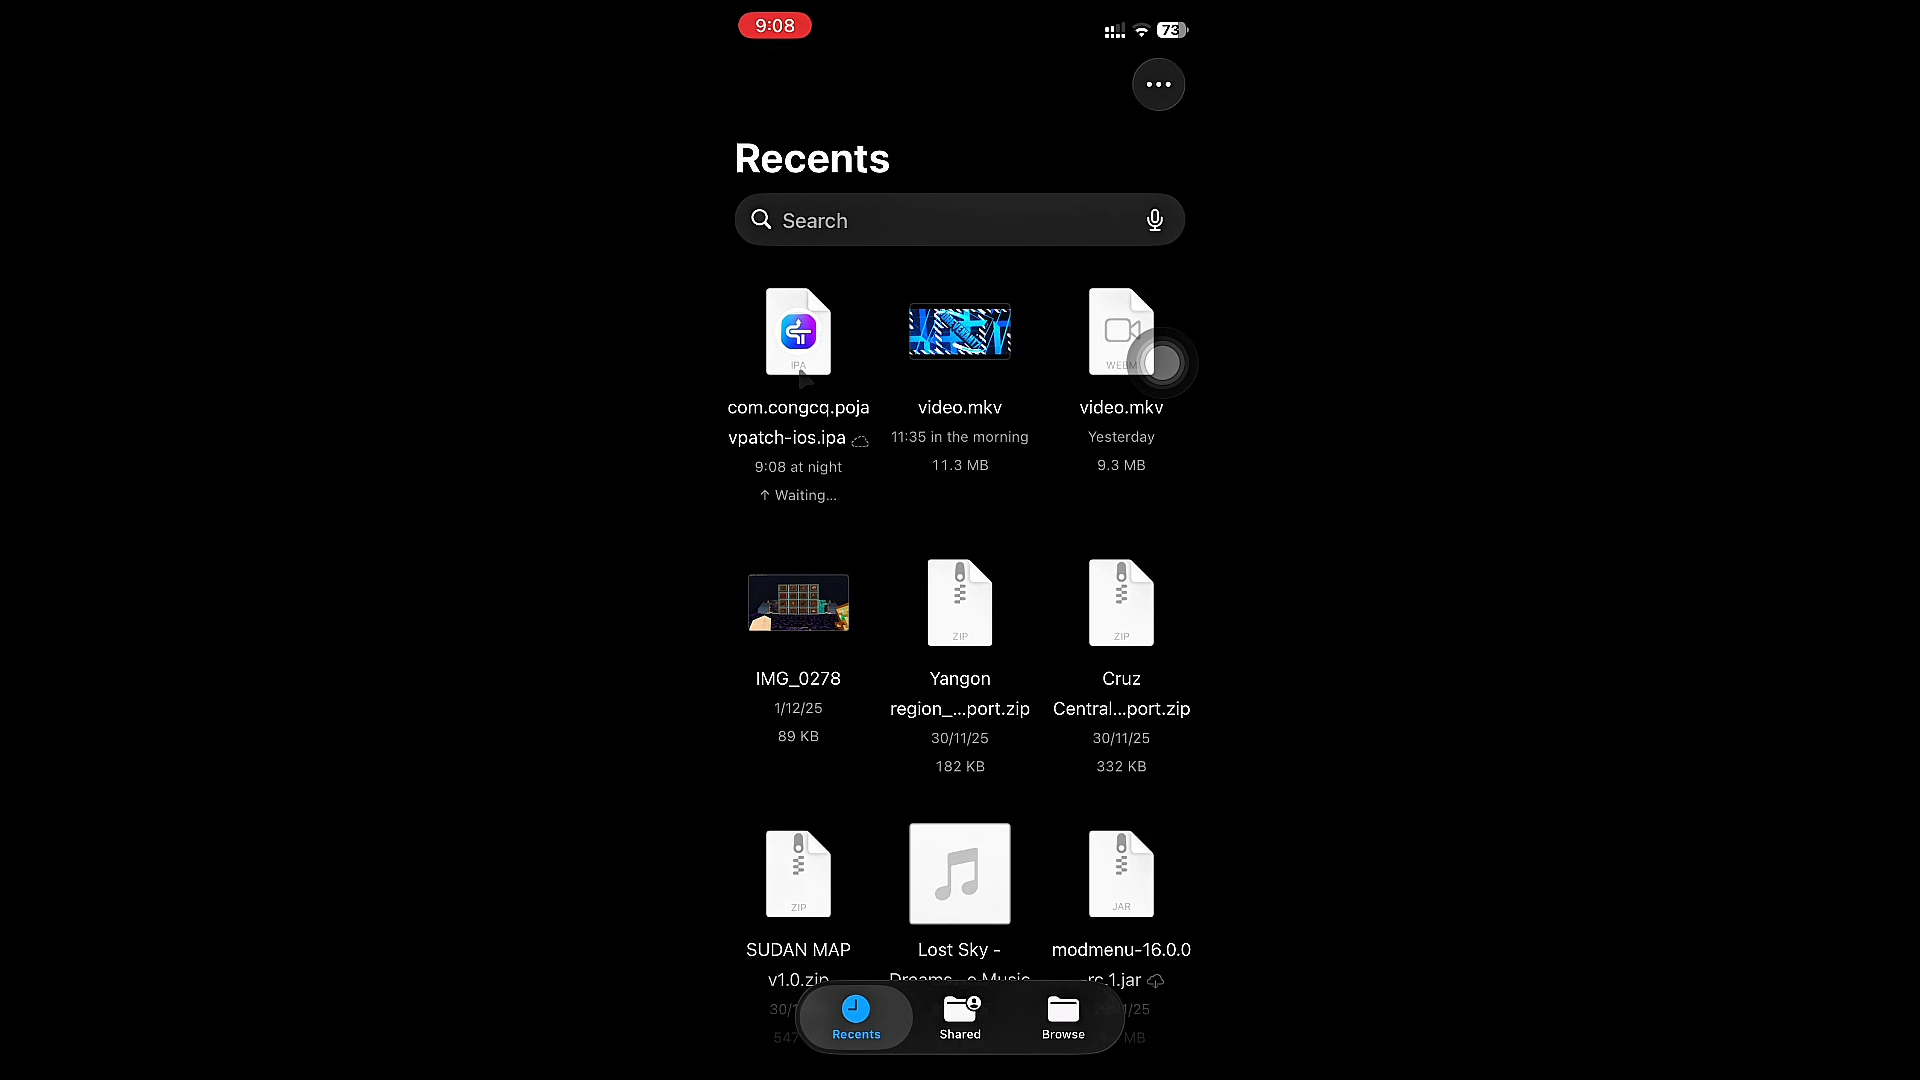 9:08
73
Recents
Search
IPA
WEBM
com.congcq.poja
vpatch-ios.ipa
9:08 at night
↑ Waiting...
video.mkv
11:35 in the morning
11.3 MB
video.mkv
Yesterday
9.3 MB
ZIP
ZIP
IMG_0278
1/12/25
89 KB
Yangon
region_...port.zip
30/11/25
182 KB
Cruz
Central...port.zip
30/11/25
332 KB
ZIP
JAR
SUDAN MAP
v1.0.zip
Lost Sky -
modmenu-16.0.0
-rc.1.jar
MB
Recents
Shared
Browse